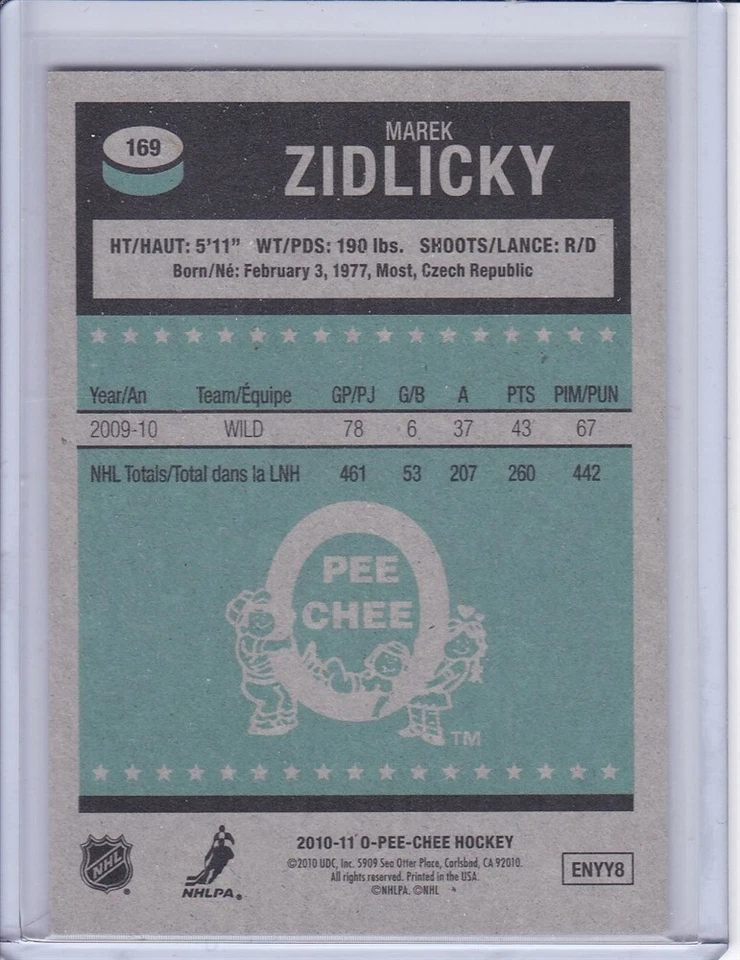 169
MAREK
ZIDLICKY
HT/HAUT: 5'11" WT/PDS: 190 lbs. SHOOTS/LANCE: R/D
Born/Né: February 3, 1977, Most, Czech Republic
Year/An Team/Équipe GP/PJ G/B A PTS PIM/PUN
2009-10 WILD 78 6 37 43 67
NHL Totals/Total dans la LNH 461 53 207 260 442
O
PEE
CHEE
TM
NHL
®
NHLPA®
2010-11 O-PEE-CHEE HOCKEY
©2010 UDC, Inc. 5909 Sea Otter Place, Carlsbad, CA 92010.
All rights reserved. Printed in the USA.
©NHLPA. ©NHL
ENYY8